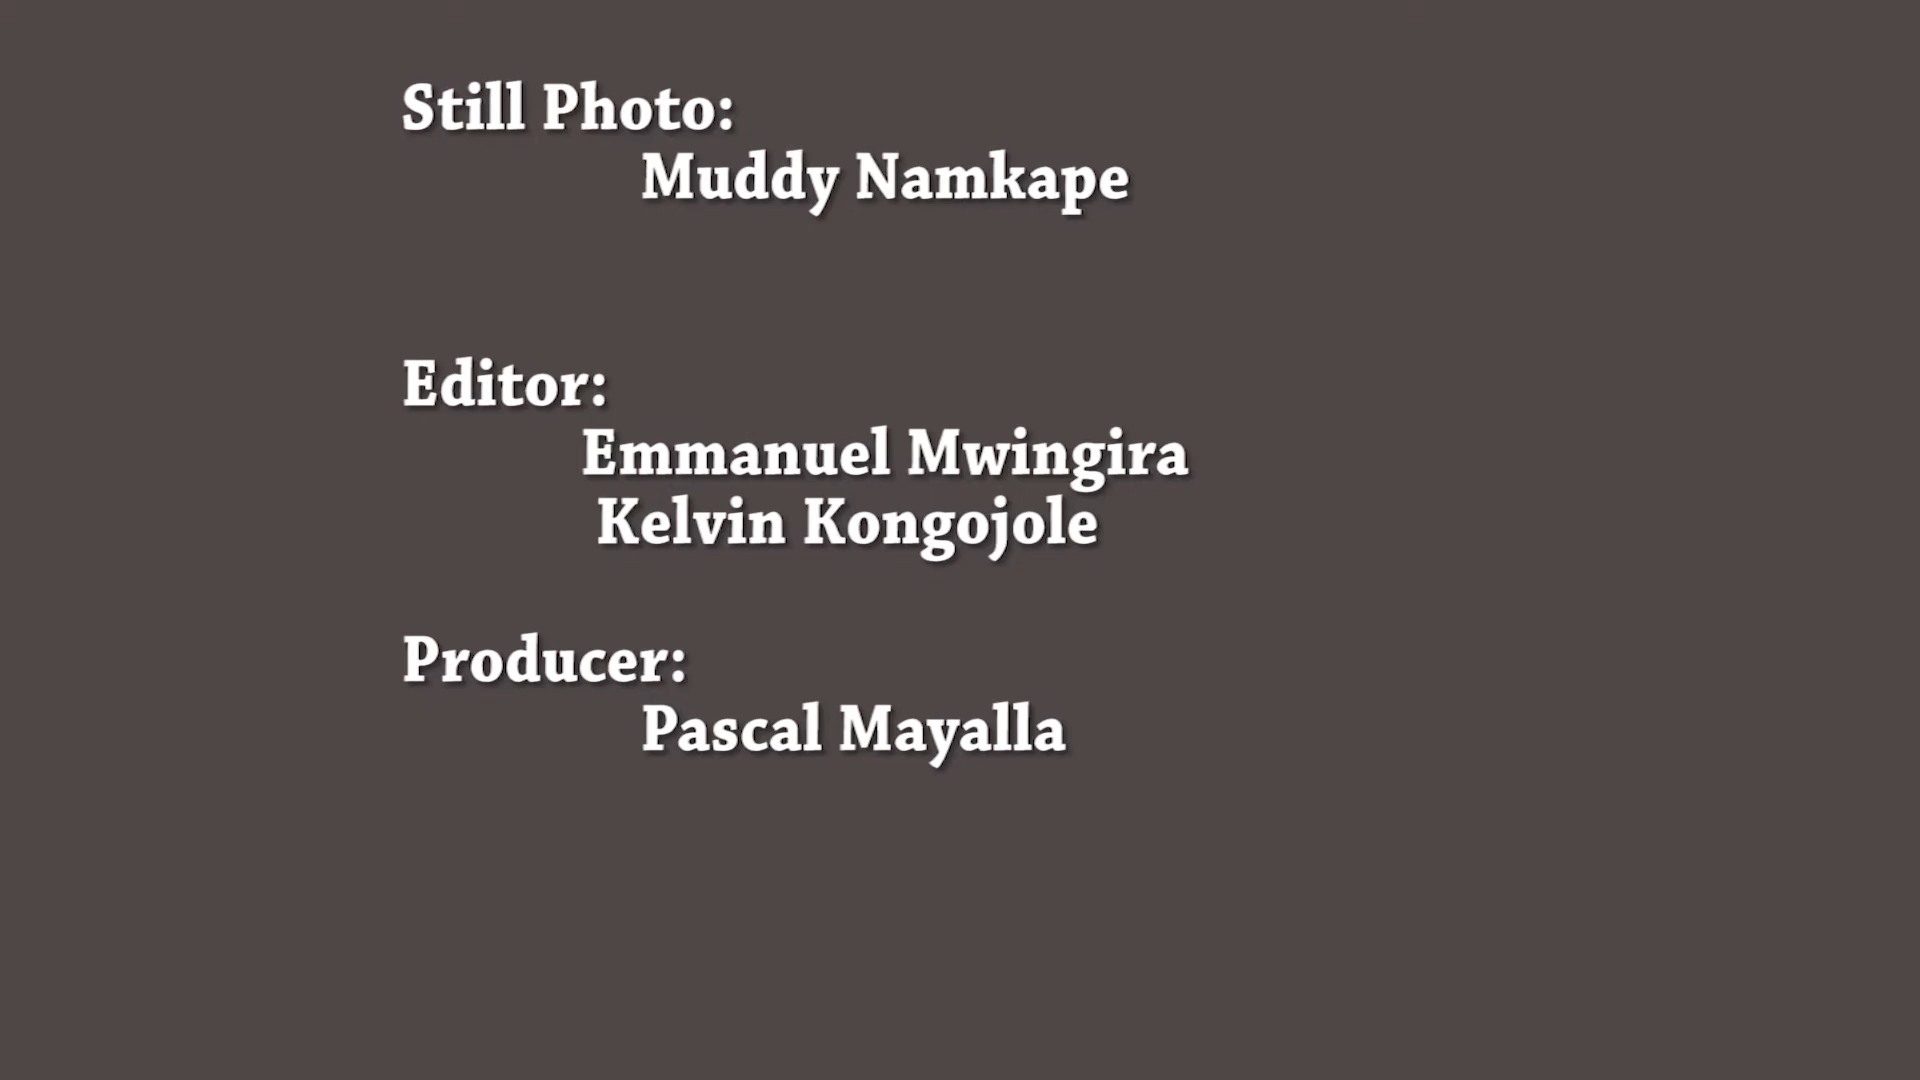 Still Photo:
Muddy Namkape
Editor:
Emmanuel Mwingira
Kelvin Kongojole
Producer:
Pascal Mayalla